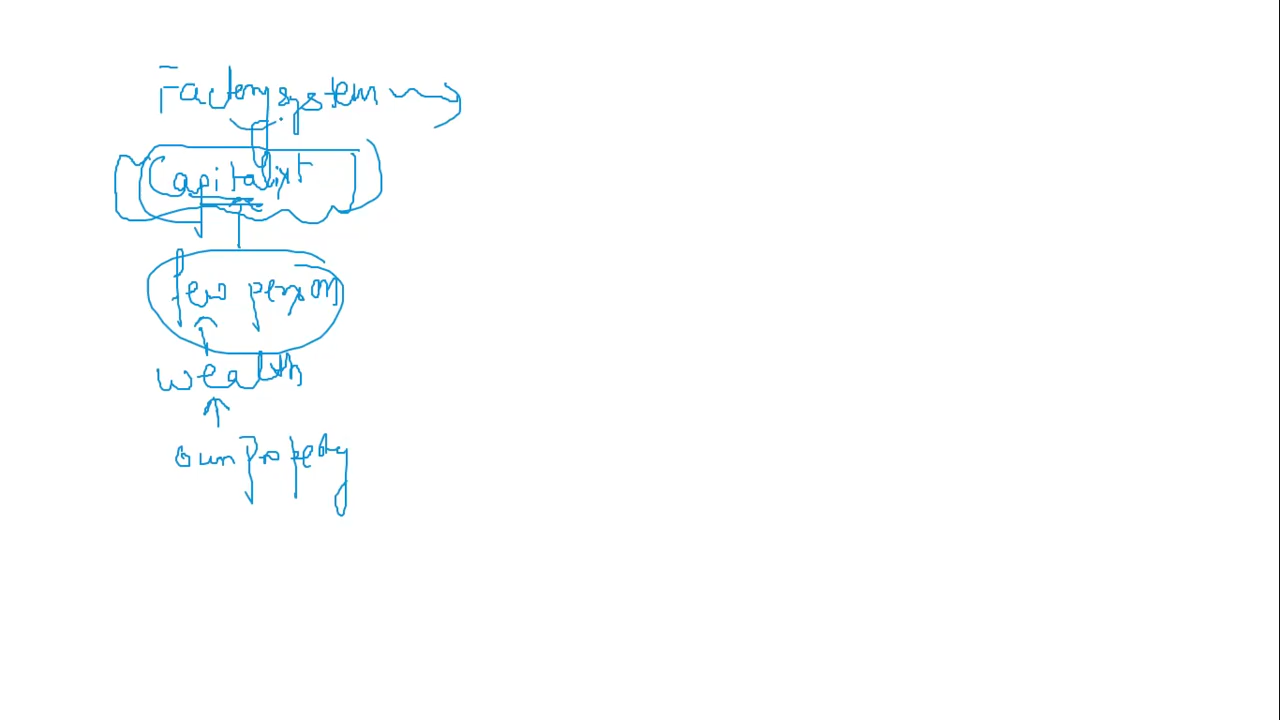 Factory system
Capitalist
few person
wealth
own Property